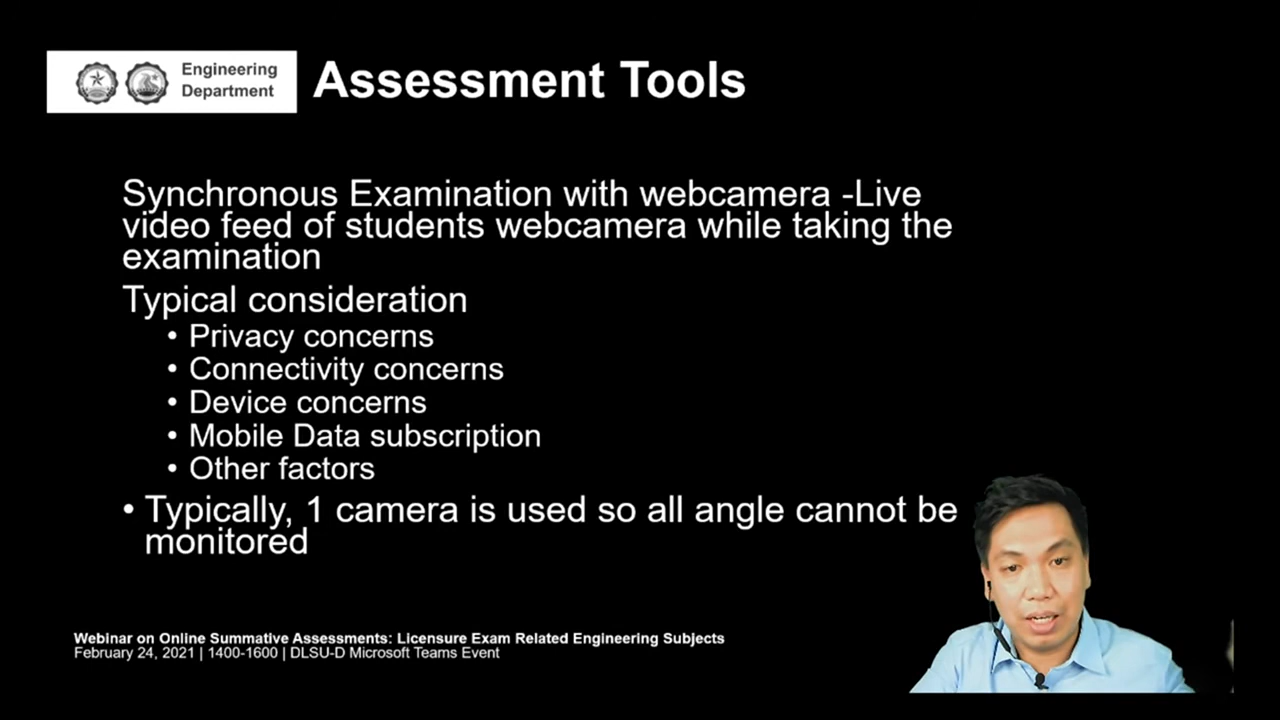 Engineering
Department
Assessment Tools
Synchronous Examination with webcamera -Live
video feed of students webcamera while taking the
examination
Typical consideration
• Privacy concerns
• Connectivity concerns
• Device concerns
• Mobile Data subscription
• Other factors
• Typically, 1 camera is used so all angle cannot be
monitored
Webinar on Online Summative Assessments: Licensure Exam Related Engineering Subjects
February 24, 2021 | 1400-1600 | DLSU-D Microsoft Teams Event